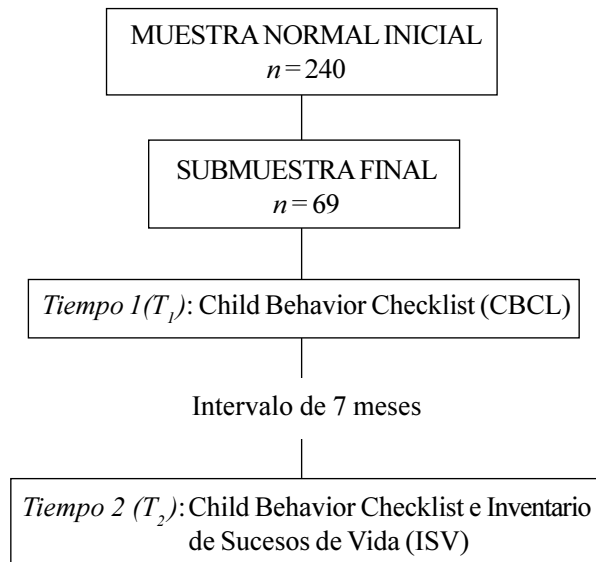 MUESTRA NORMAL INICIAL
n = 240
SUBMUESTRA FINAL
n = 69
Tiempo 1(T1): Child Behavior Checklist (CBCL)
Intervalo de 7 meses
Tiempo 2 (T2): Child Behavior Checklist e Inventario
de Sucesos de Vida (ISV)